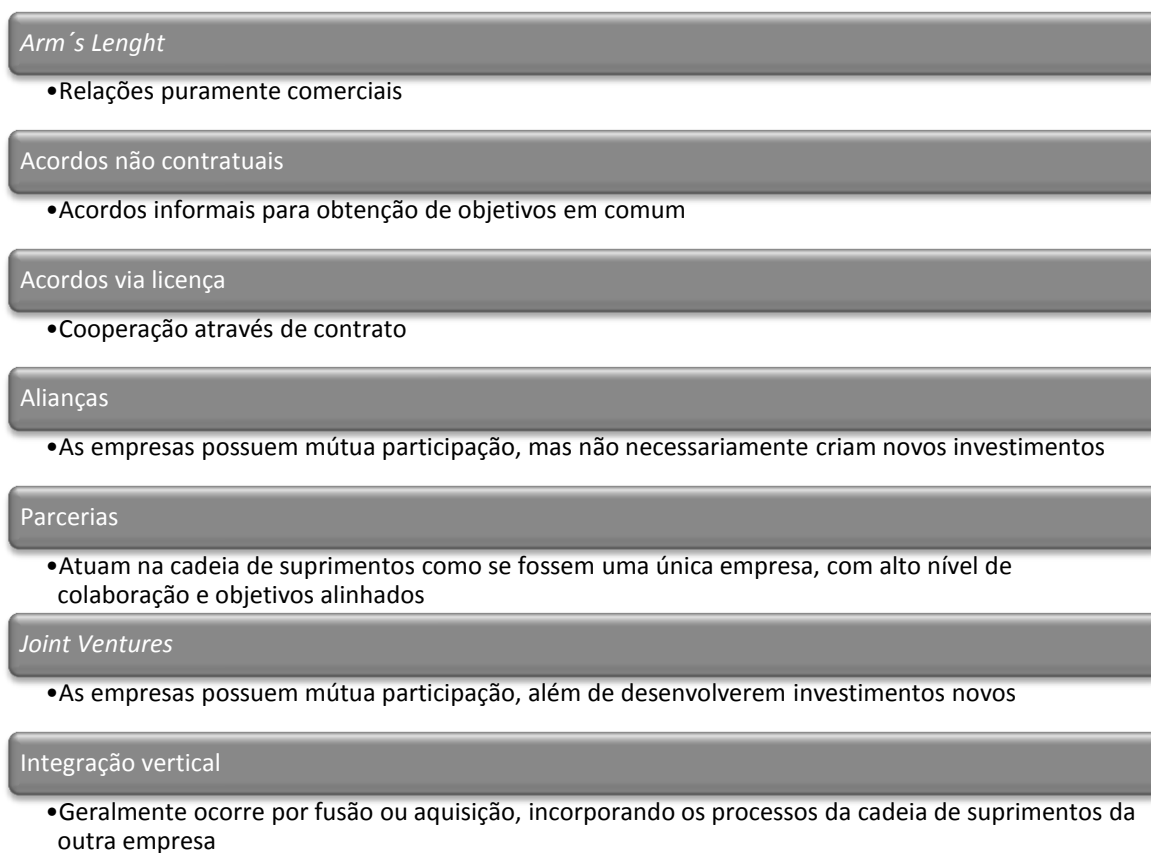 Arm´s Lenght
•Relações puramente comerciais
Acordos não contratuais
•Acordos informais para obtenção de objetivos em comum
Acordos via licença
•Cooperação através de contrato
Alianças
•As empresas possuem mútua participação, mas não necessariamente criam novos investimentos
Parcerias
•Atuam na cadeia de suprimentos como se fossem uma única empresa, com alto nível de
colaboração e objetivos alinhados
Joint Ventures
•As empresas possuem mútua participação, além de desenvolverem investimentos novos
Integração vertical
•Geralmente ocorre por fusão ou aquisição, incorporando os processos da cadeia de suprimentos da
outra empresa